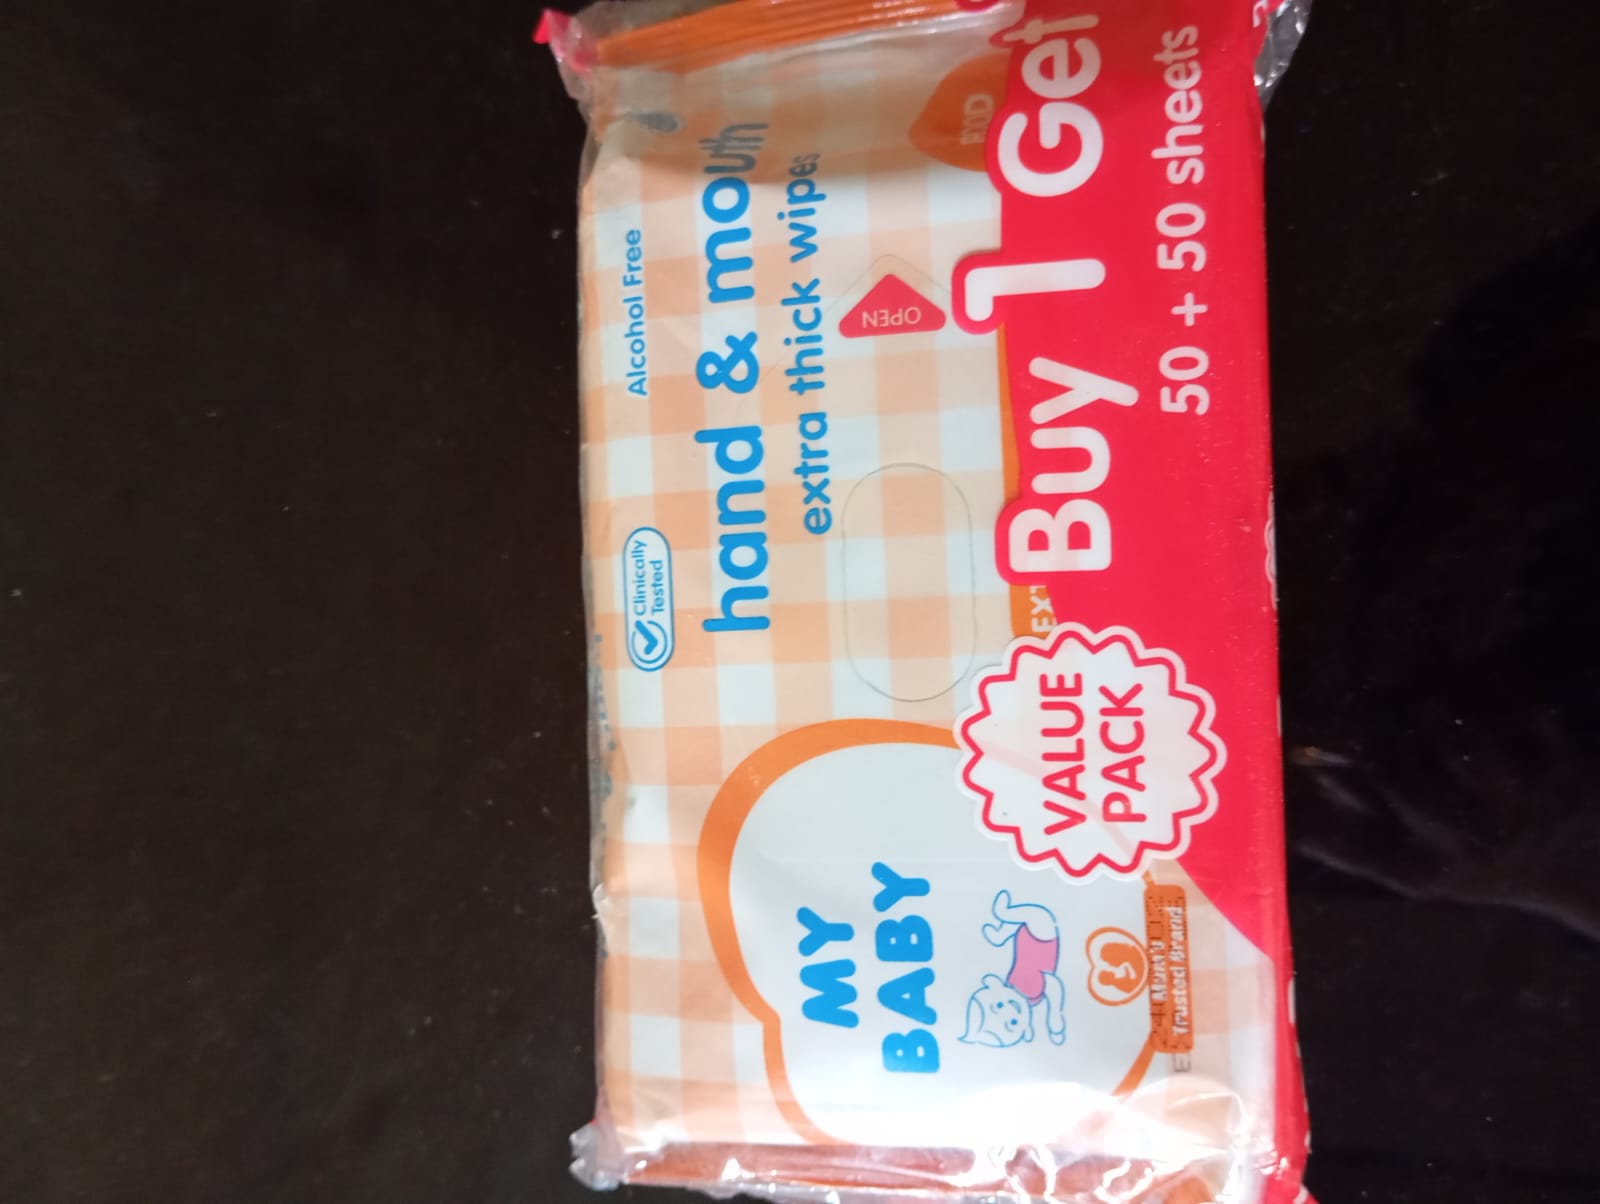 Clinically
Tested
Alcohol Free
hand & mouth
extra thick wipes
OPEN
MY
BABY
Mum's
Trusted Brand
VALUE
PACK
Buy 1 Get
50 + 50 sheets